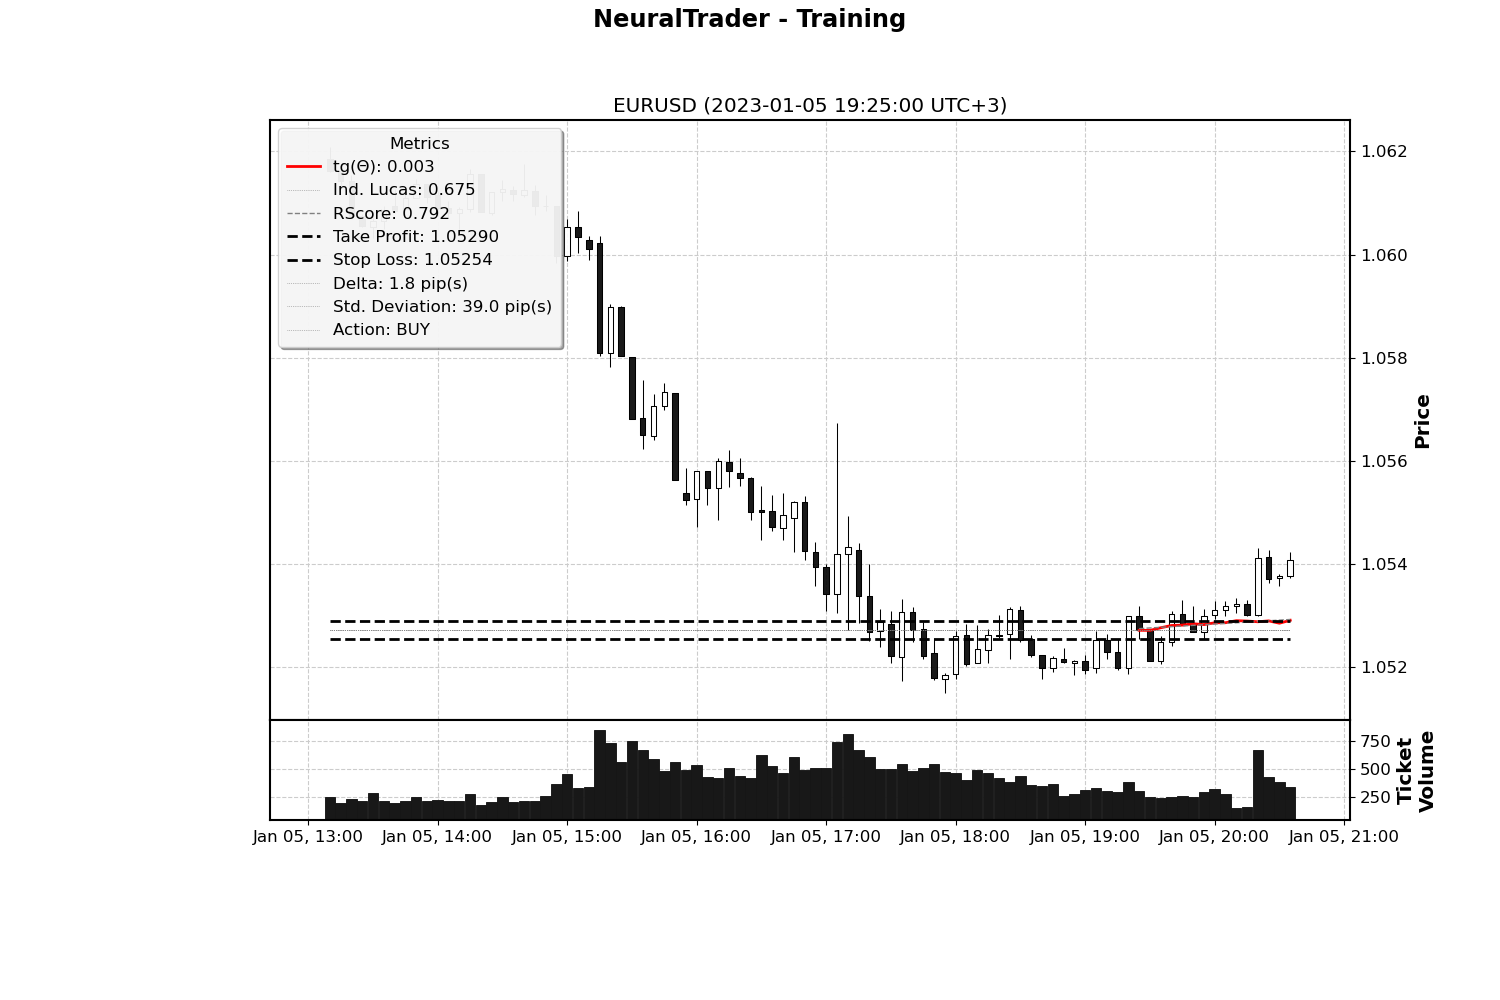 NeuralTrader - Training
EURUSD (2023-01-05 19:25:00 UTC+3)
Metrics
tg(Θ): 0.003
Ind. Lucas: 0.675
RScore: 0.792
Take Profit: 1.05290
Stop Loss: 1.05254
Delta: 1.8 pip(s)
Std. Deviation: 39.0 pip(s)
Action: BUY
1.062
1.060
1.058
1.056
1.054
1.052
Price
750
500
250
Ticket
Volume
Jan 05, 13:00
Jan 05, 14:00
Jan 05, 15:00
Jan 05, 16:00
Jan 05, 17:00
Jan 05, 18:00
Jan 05, 19:00
Jan 05, 20:00
Jan 05, 21:00